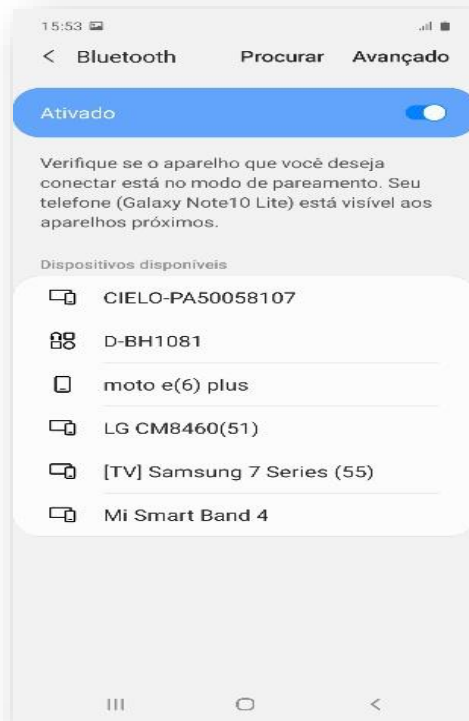 15:53
< Bluetooth Procurar Avançado
Ativado
Verifique se o aparelho que você deseja
conectar está no modo de pareamento. Seu
telefone (Galaxy Note10 Lite) está visível aos
aparelhos próximos.
Dispositivos disponíveis
CIELO-PA50058107
D-BH1081
moto e(6) plus
LG CM8460(51)
[TV] Samsung 7 Series (55)
Mi Smart Band 4